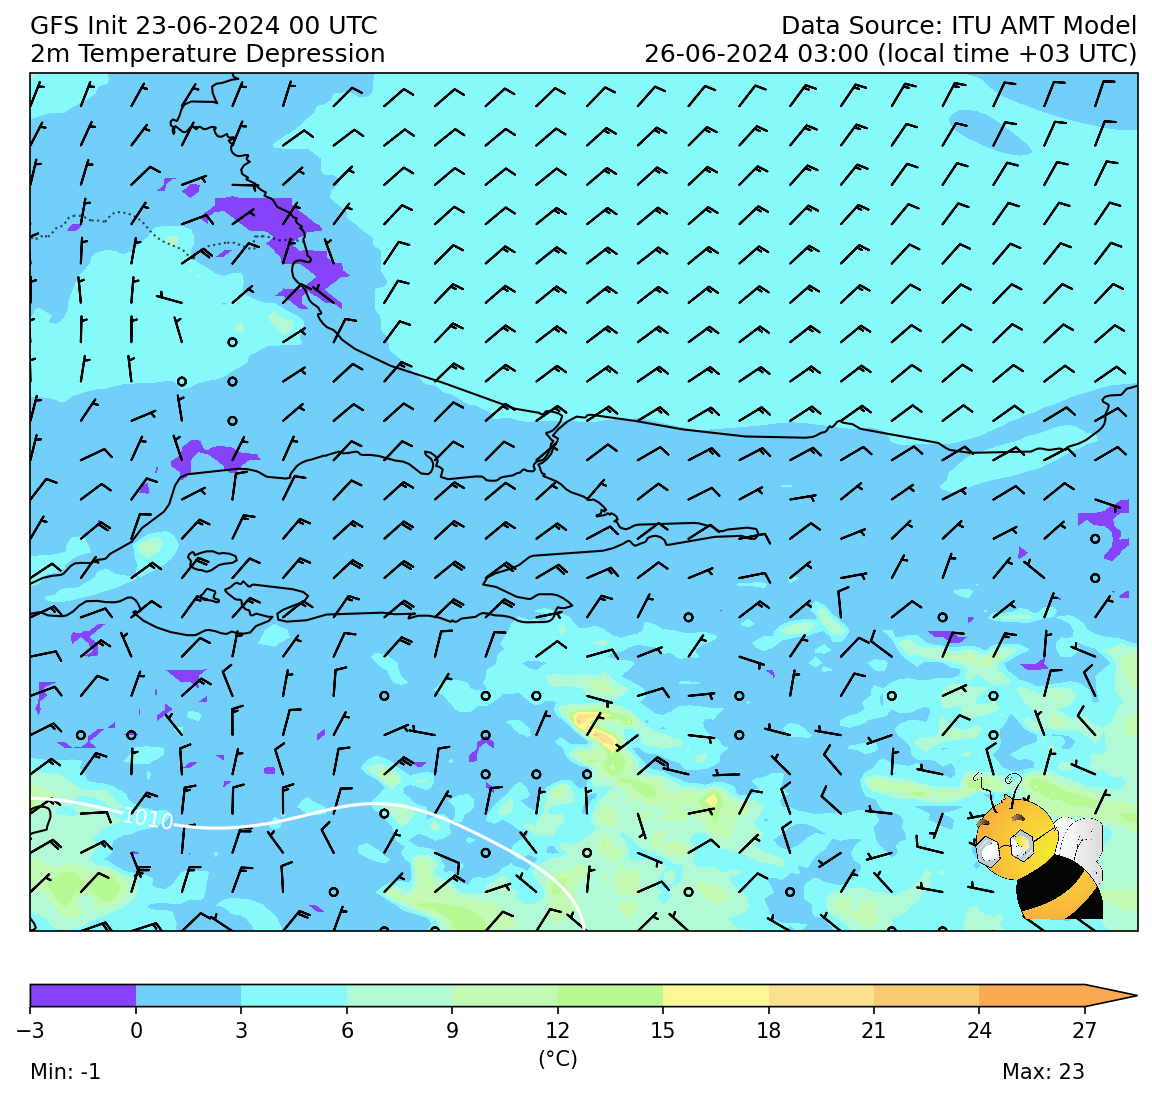 GFS Init 23-06-2024 00 UTC
Data Source: ITU AMT Model
2m Temperature Depression
26-06-2024 03:00 (local time +03 UTC)
1010
−3 0 3 6 9 12 15 18 21 24 27
(°C)
Min: -1
Max: 23